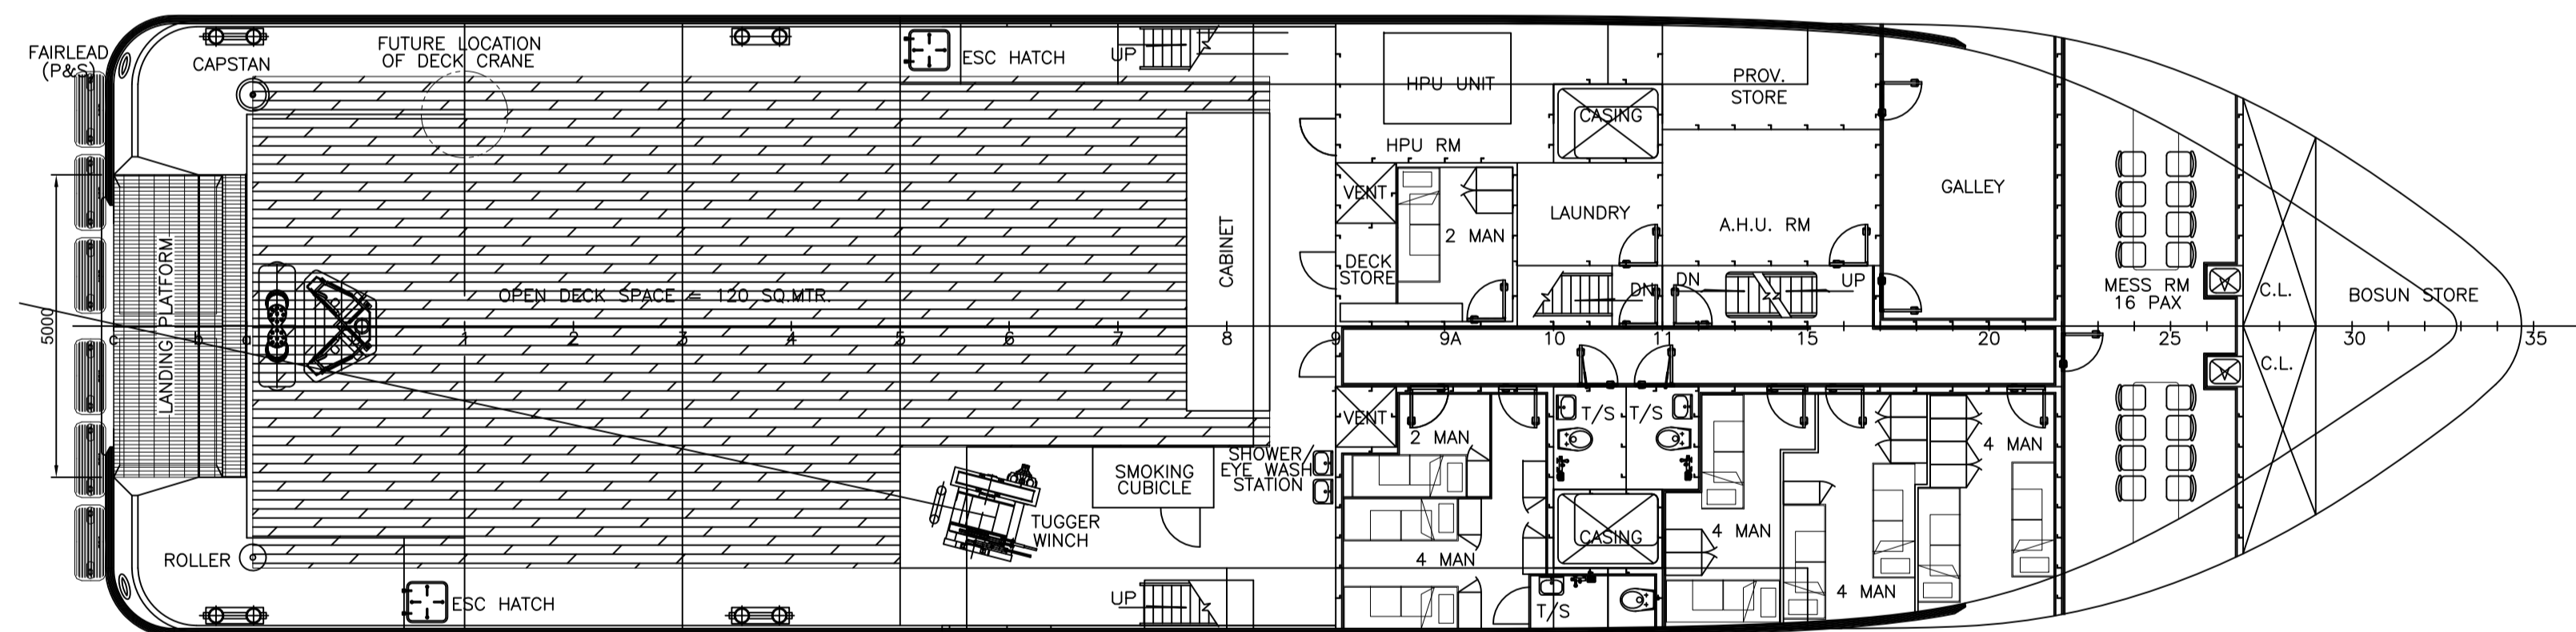 FAIRLEAD
(P&S)
CAPSTAN
FUTURE LOCATION
OF DECK CRANE
ESC HATCH
UP
HPU UNIT
HPU RM
CASING
PROV.
STORE
VENT
2 MAN
LAUNDRY
A.H.U. RM
GALLEY
DECK
STORE
DN
DN
UP
MESS RM
16 PAX
C.L.
C.L.
BOSUN STORE
5000
LANDING PLATFORM
OPEN DECK SPACE = 120 SQ.MTR.
CABINET
c b a 1 2 3 4 5 6 7 8 9 9A 10 11 15 20 25 30 35
VENT
2 MAN
T/S
T/S
4 MAN
SHOWER/
EYE WASH
STATION
SMOKING
CUBICLE
TUGGER
WINCH
ROLLER
ESC HATCH
UP
4 MAN
CASING
T/S
4 MAN
4 MAN